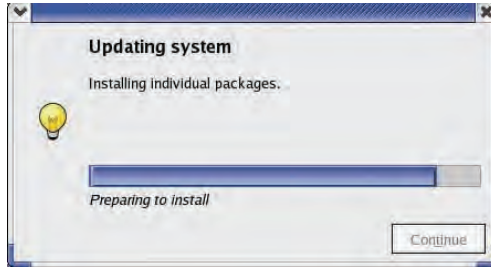 Updating system
Installing individual packages.
Preparing to install
Continue